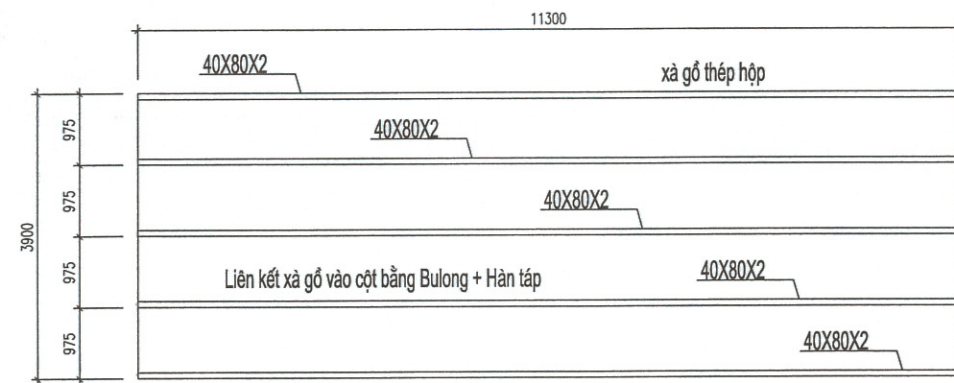 11300
40X80X2
xà gồ thép hộp
975
40X80X2
975
40X80X2
3900
975
Liên kết xà gồ vào cột bằng Bulong + Hàn táp
40X80X2
975
40X80X2